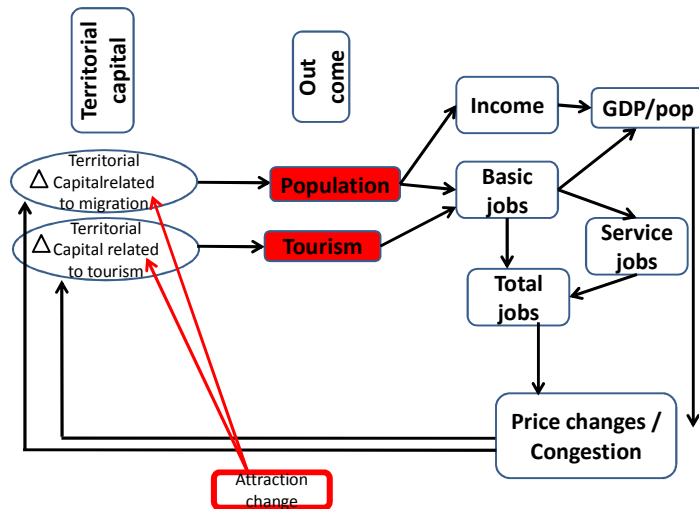 Territorial
capital
Out
come
Income
GDP/pop
△ Territorial
Capitalrelated
to migration
Population
Basic
jobs
△ Territorial
Capital related
to tourism
Tourism
Service
jobs
Total
jobs
Price changes /
Congestion
Attraction
change